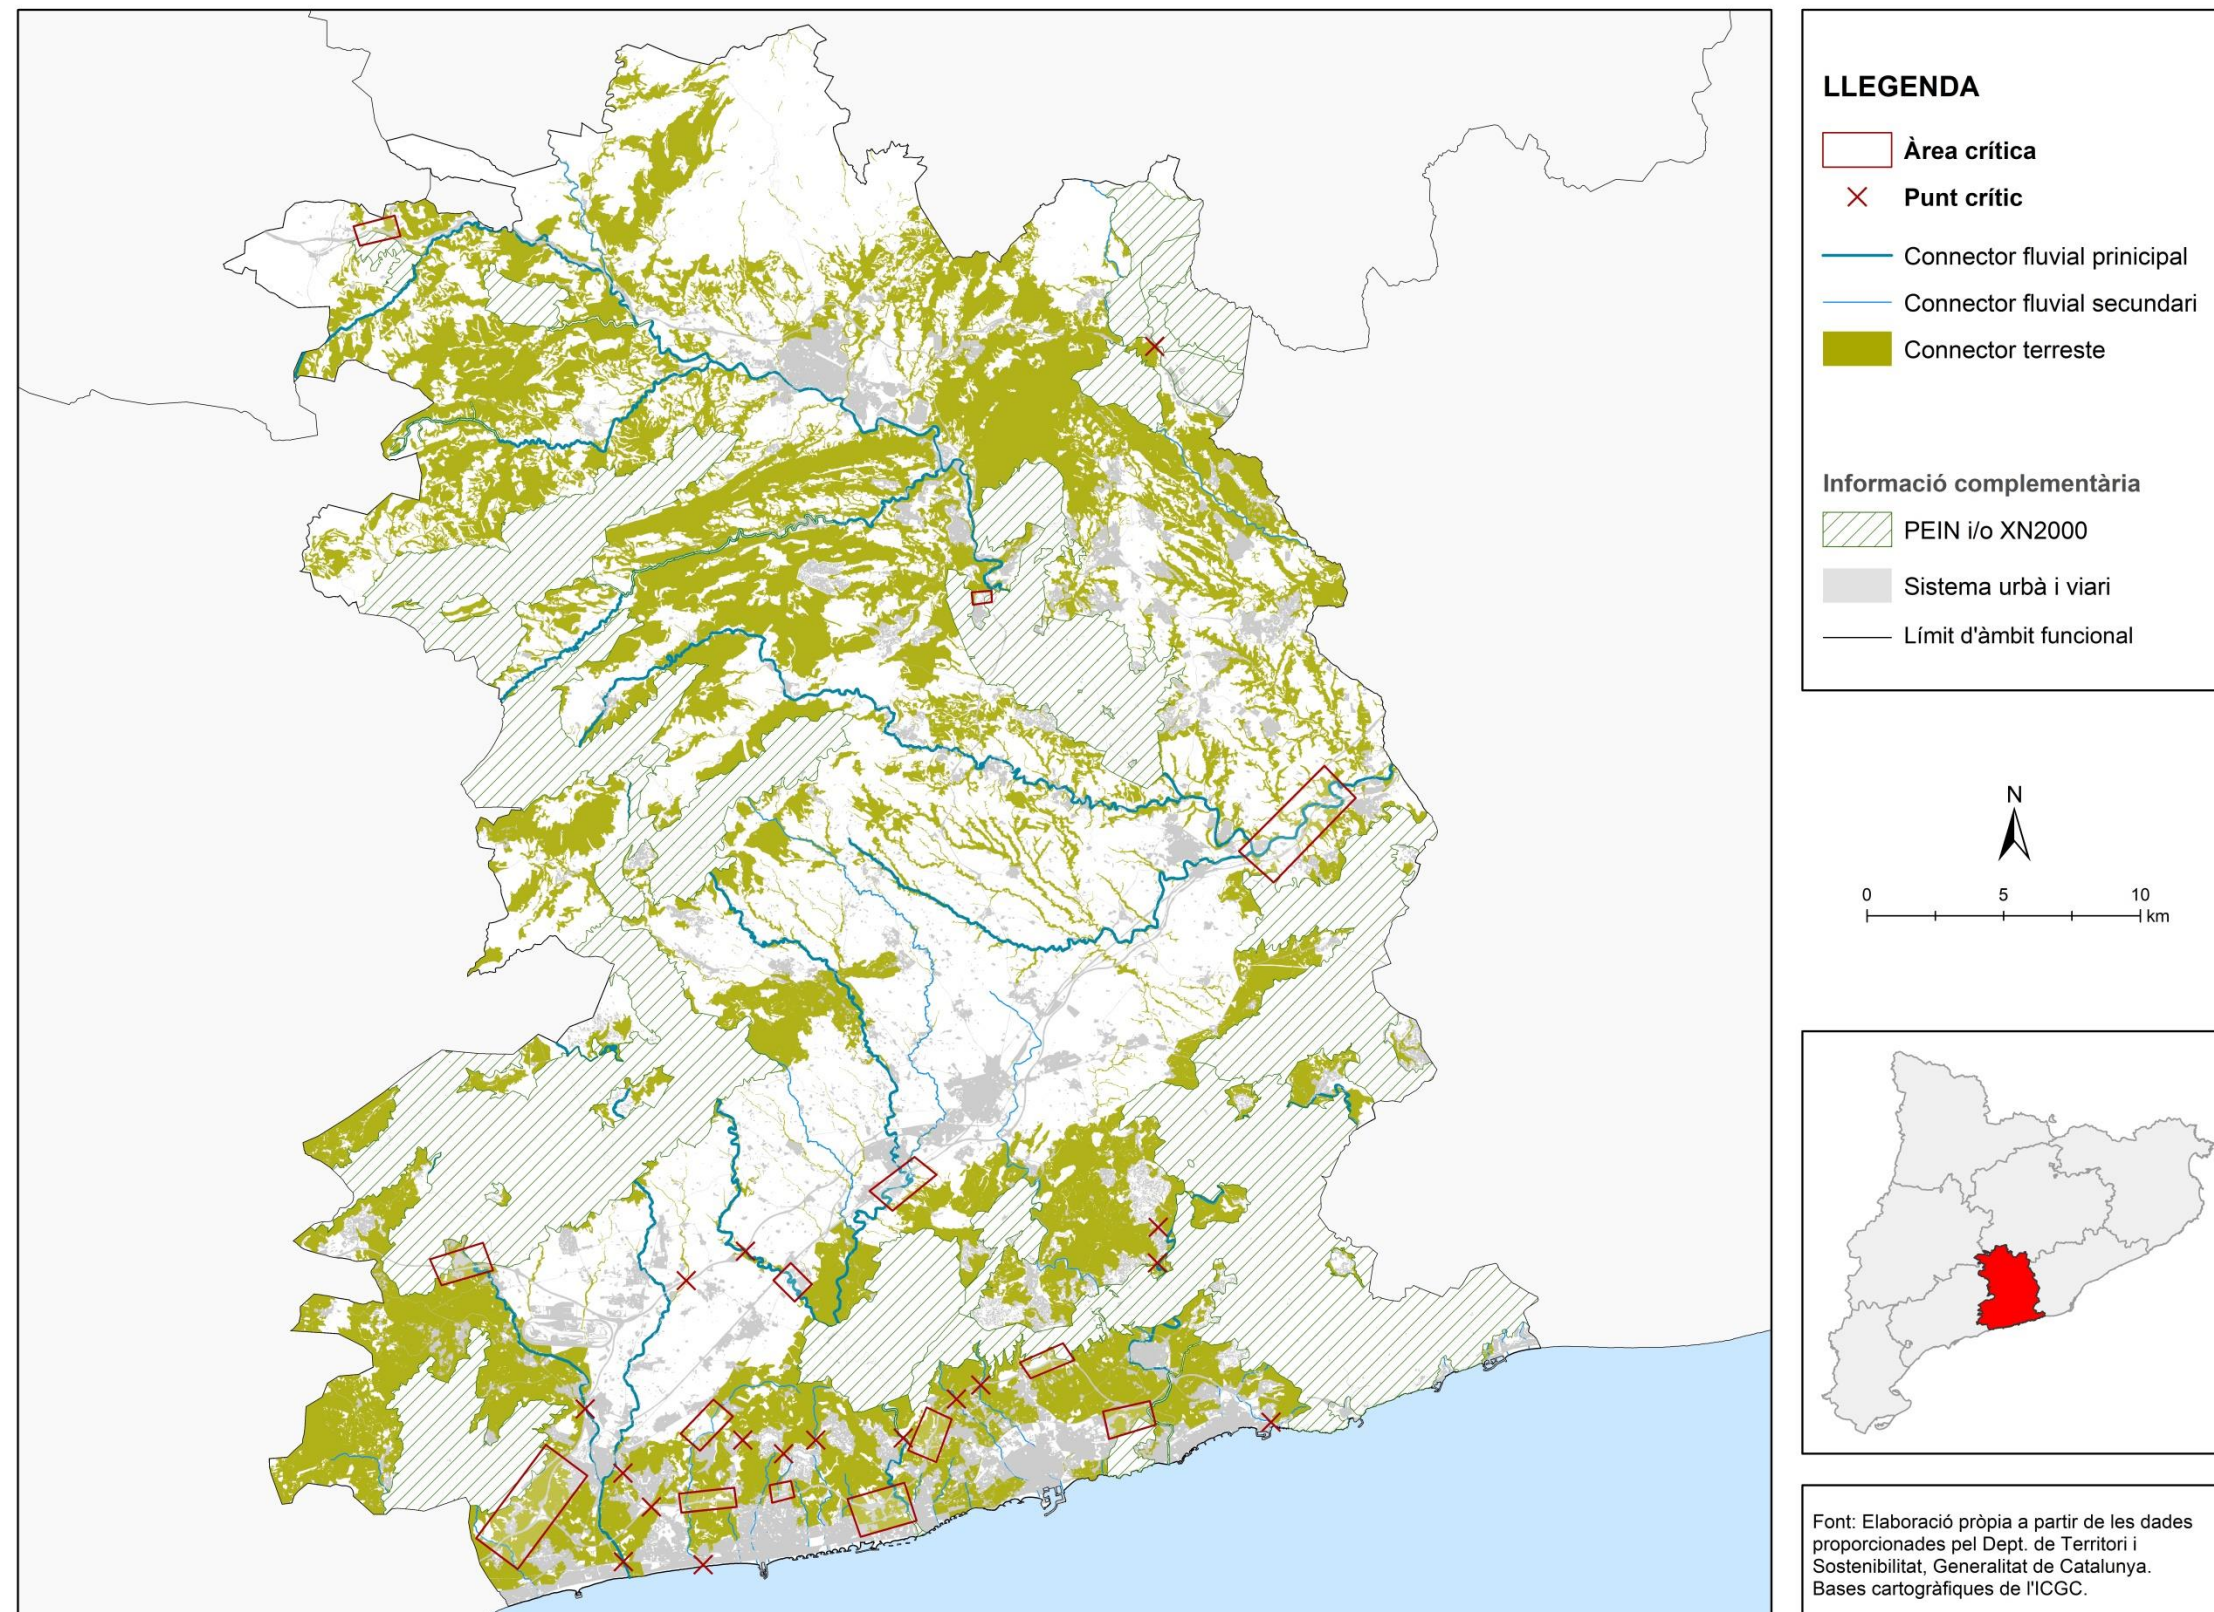 LLEGENDA
Àrea crítica
Punt crític
Connector fluvial prinicipal
Connector fluvial secundari
Connector terreste
Informació complementària
PEIN i/o XN2000
Sistema urbà i viari
Límit d'àmbit funcional
N
0 5 10
km
Font: Elaboració pròpia a partir de les dades
proporcionades pel Dept. de Territori i
Sostenibilitat, Generalitat de Catalunya.
Bases cartogràfiques de l'ICGC.